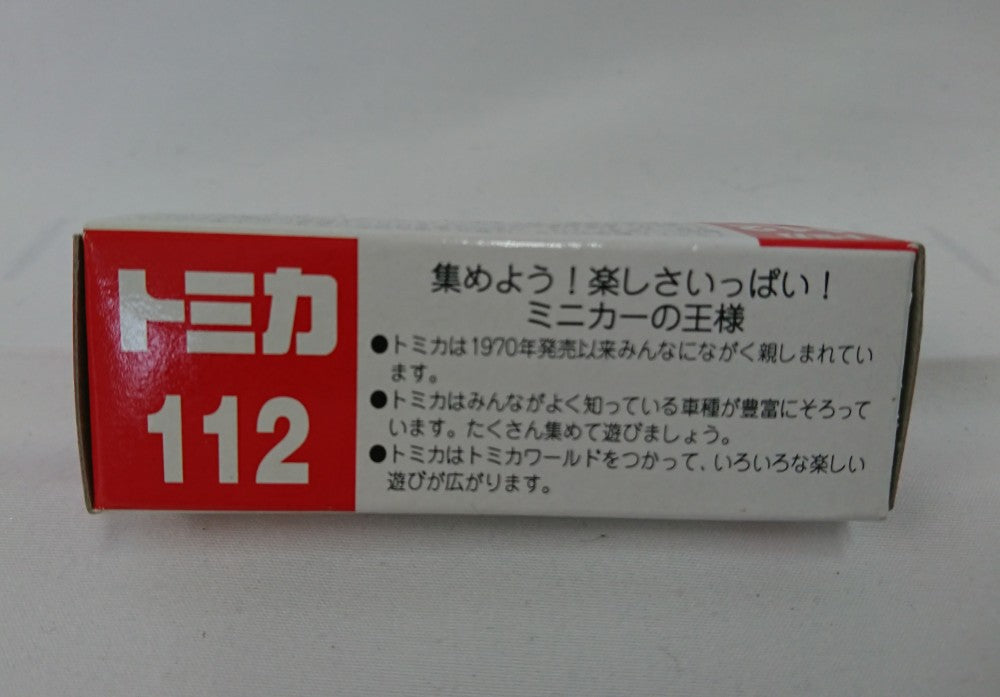 トミカ
112
集めよう！楽しさいっぱい！
ミニカーの王様
●トミカは1970年発売以来みんなにながく親しまれてい
ます。
●トミカはみんながよく知っている車種が豊富にそろって
います。たくさん集めて遊びましょう。
●トミカはトミカワールドをつかって、いろいろな楽しい
遊びが広がります。